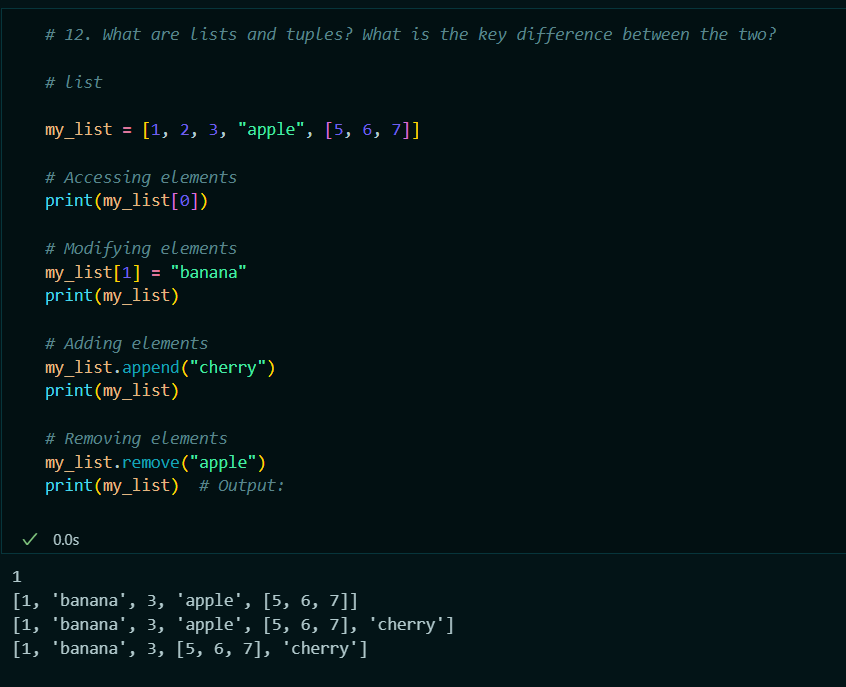 # 12. What are lists and tuples? What is the key difference between the two?
# list
my_list = [1, 2, 3, "apple", [5, 6, 7]]
# Accessing elements
print(my_list[0])
# Modifying elements
my_list[1] = "banana"
print(my_list)
# Adding elements
my_list.append("cherry")
print(my_list)
# Removing elements
my_list.remove("apple")
print(my_list)  # Output:
0.0s
1
[1, 'banana', 3, 'apple', [5, 6, 7]]
[1, 'banana', 3, 'apple', [5, 6, 7], 'cherry']
[1, 'banana', 3, [5, 6, 7], 'cherry']